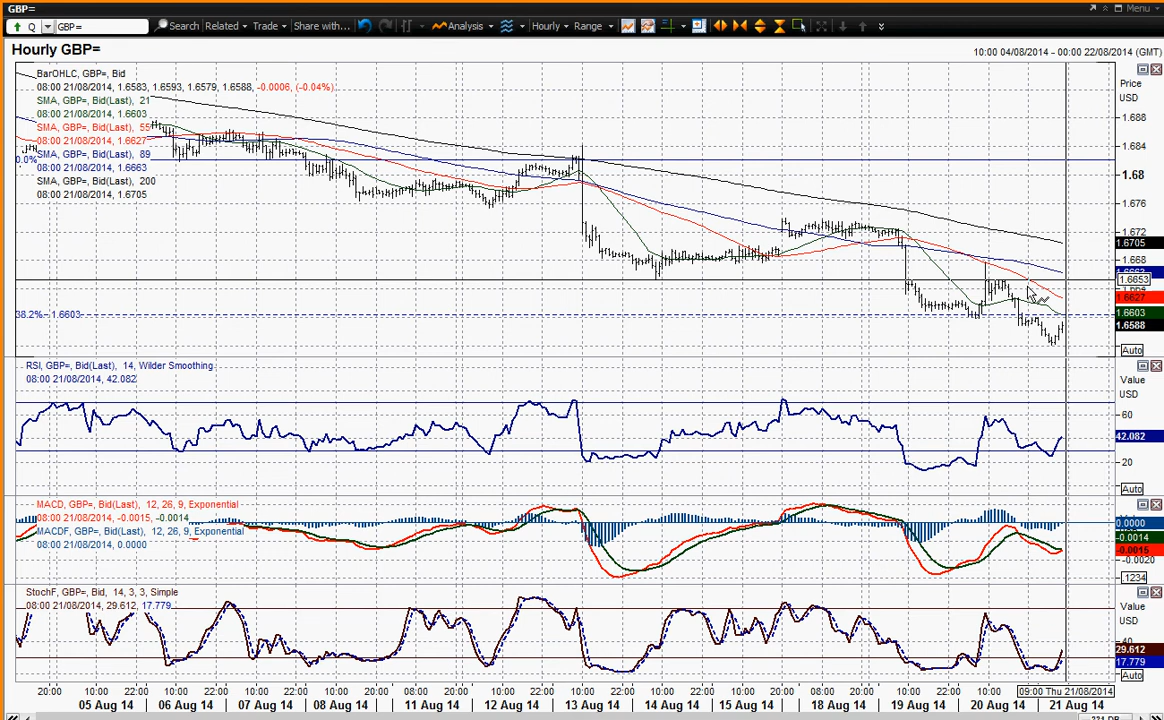 GBP=
Menu
Q GBP= Search Related Trade Share with... Analysis Hourly Range
Hourly GBP=
10:00 04/08/2014 - 00:00 22/08/2014 (GMT)
BarOHLC, GBP=, Bid
08:00 21/08/2014, 1.6583, 1.6593, 1.6579, 1.6588, -0.0006, (-0.04%)
SMA, GBP=, Bid(Last), 21
08:00 21/08/2014, 1.6603
SMA, GBP=, Bid(Last), 55
08:00 21/08/2014, 1.6627
SMA, GBP=, Bid(Last), 89
0.0%
08:00 21/08/2014, 1.6663
SMA, GBP=, Bid(Last), 200
08:00 21/08/2014, 1.6705
Price
USD
1.688
1.684
1.68
1.676
1.672
1.6705
1.668
1.6653
1.6627
1.6603
1.6588
Auto
38.2% 1.6603
RSI, GBP=, Bid(Last), 14, Wilder Smoothing
08:00 21/08/2014, 42.082
Value
USD
60
42.082
20
Auto
MACD, GBP=, Bid(Last), 12, 26, 9, Exponential
08:00 21/08/2014, -0.0015, -0.0014
MACDF, GBP=, Bid(Last), 12, 26, 9, Exponential
08:00 21/08/2014, 0.0000
0.0000
-0.0014
-0.0015
-0.0020
1234
StochF, GBP=, Bid, 14, 3, 3, Simple
08:00 21/08/2014, 29.612, 17.779
Value
USD
40
29.612
17.779
Auto
20:00 10:00 22:00 10:00 22:00 10:00 22:00 10:00 20:00 08:00 22:00 10:00 22:00 10:00 22:00 10:00 22:00 10:00 20:00 08:00 20:00 10:00 22:00 10:00 09:00 Thu 21/08/2014
05 Aug 14 06 Aug 14 07 Aug 14 08 Aug 14 11 Aug 14 12 Aug 14 13 Aug 14 14 Aug 14 15 Aug 14 18 Aug 14 19 Aug 14 20 Aug 14 21 Aug 14